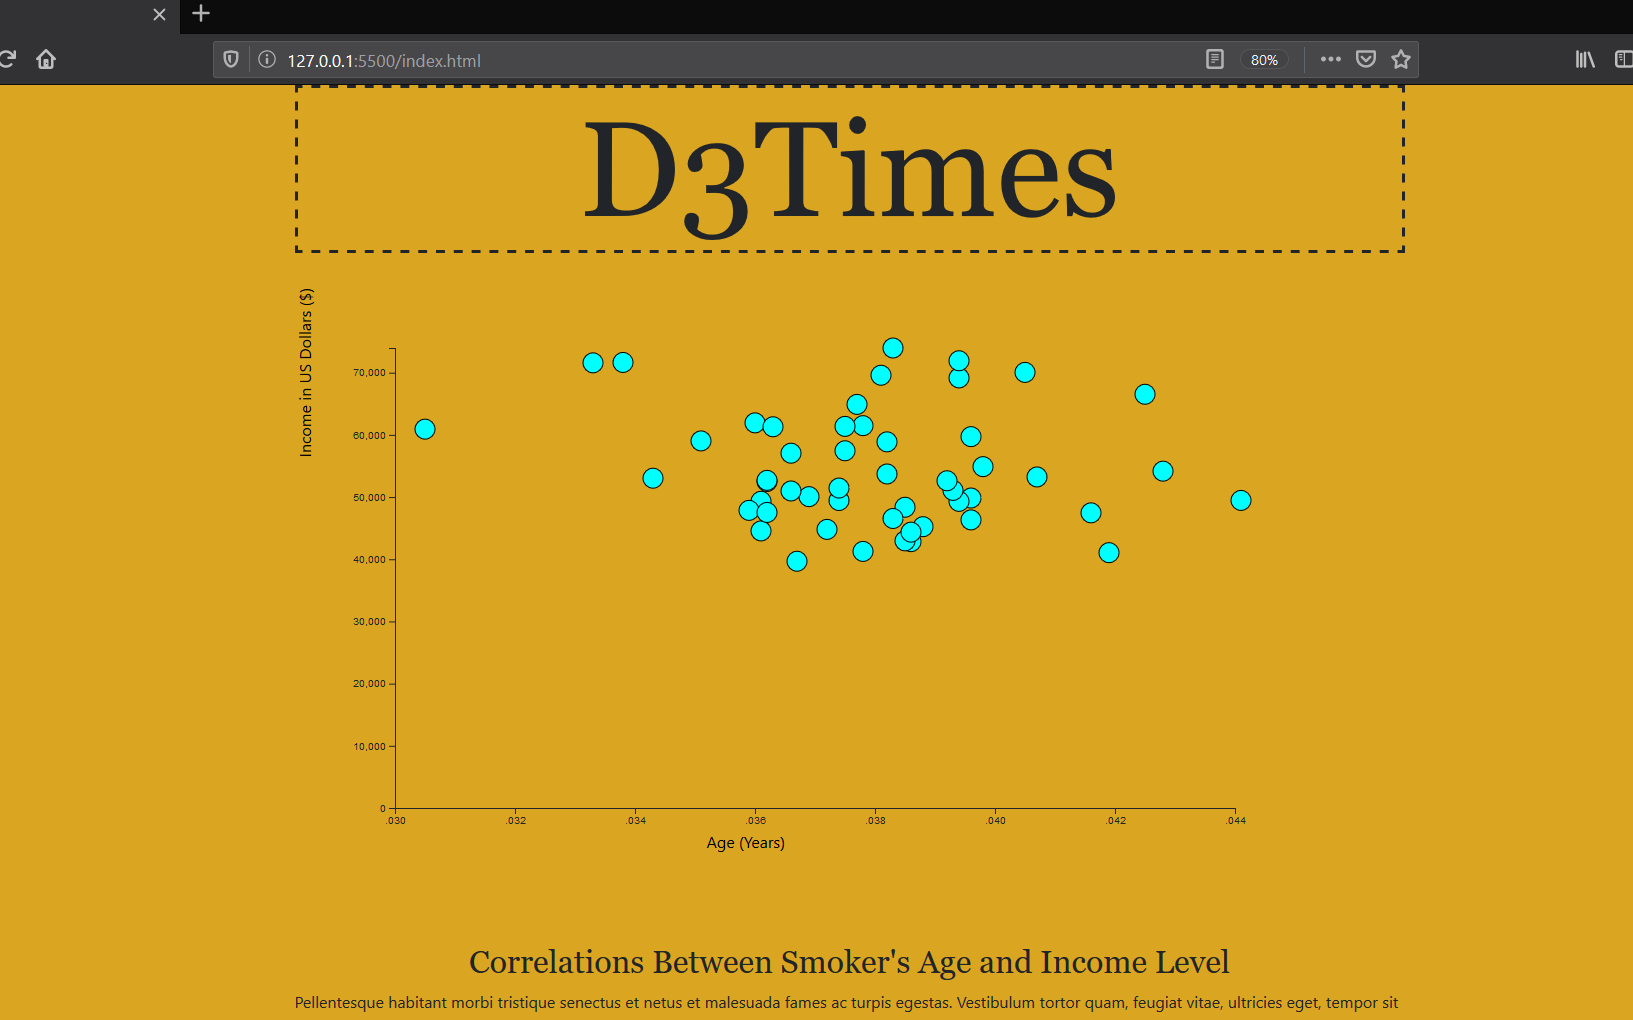 127.0.0.1:5500/index.html
80%
D3Times
Income in US Dollars ($)
70,000
60,000
50,000
40,000
30,000
20,000
10,000
0
.030 .032 .034 .036 .038 .040 .042 .044
Age (Years)
Correlations Between Smoker's Age and Income Level
Pellentesque habitant morbi tristique senectus et netus et malesuada fames ac turpis egestas. Vestibulum tortor quam, feugiat vitae, ultricies eget, tempor sit